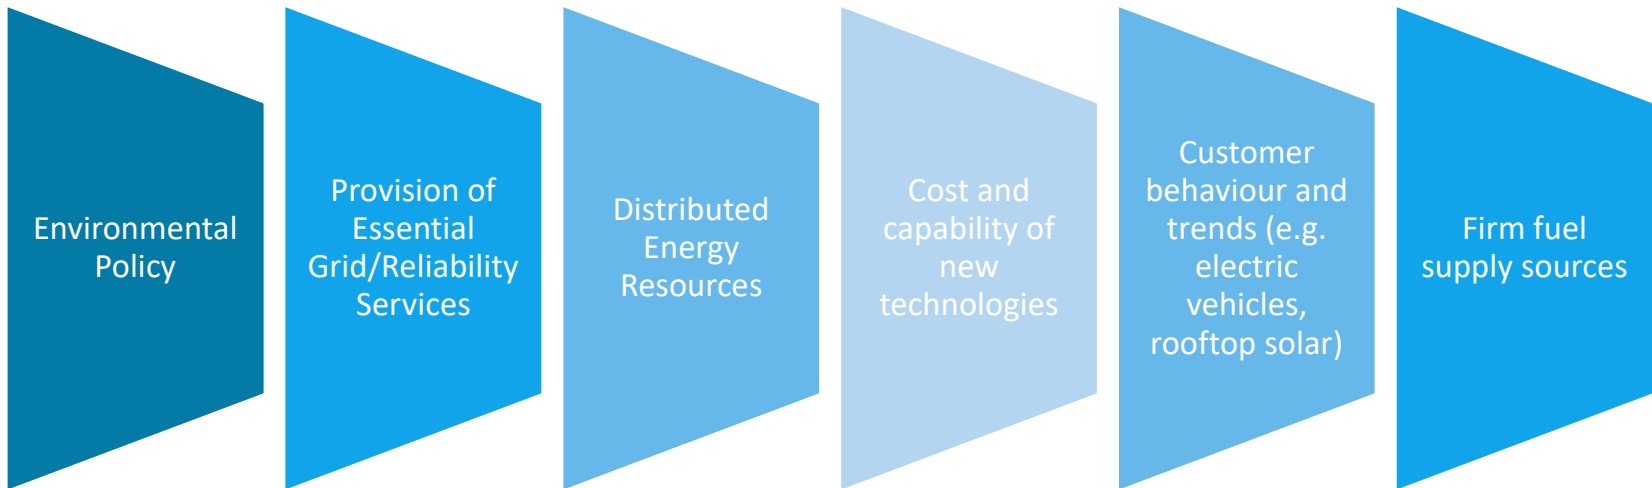 Environmental
Policy
Provision of
Essential
Grid/Reliability
Services
Distributed
Energy
Resources
Cost and
capability of
new
technologies
Customer
behaviour and
trends (e.g.
electric
vehicles,
rooftop solar)
Firm fuel
supply sources